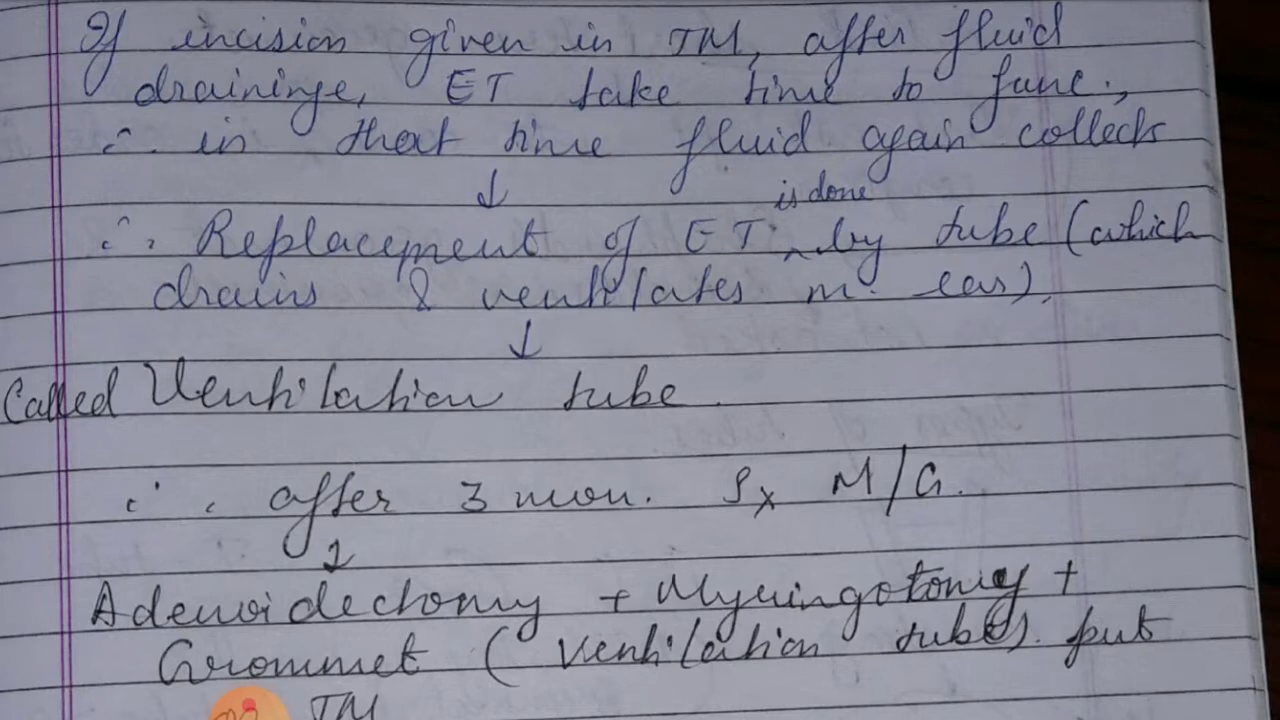 If incision given in TM, after fluid
draininge, ET take time to func.,
∴ in that time fluid again collects
↓ is done
∴ Replacement of ET ‸ by tube (which
drains & ventilates m. ear).
↓
Called Ventilation tube.
∴ after 3 mon. Sx M/G.
↓
Adenoidectomy + Myringotomy +
Grommet (Ventilation tube). put
TM